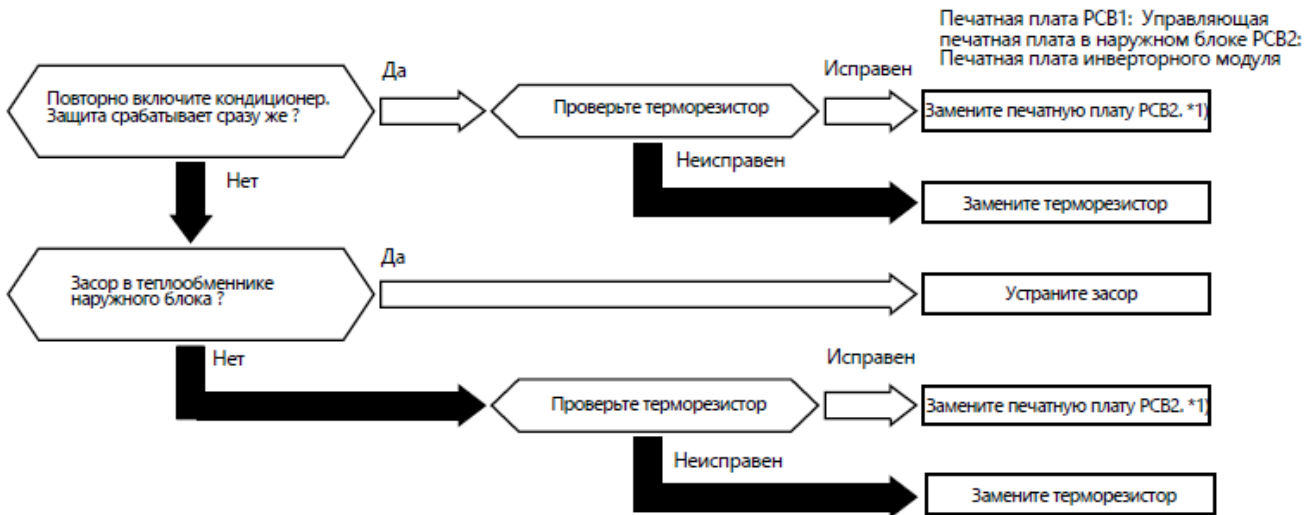 Печатная плата PCB1: Управляющая
печатная плата в наружном блоке PCB2:
Печатная плата инверторного модуля
Повторно включите кондиционер.
Защита срабатывает сразу же ?
Да
Проверьте терморезистор
Исправен
Замените печатную плату PCB2. *1)
Неисправен
Замените терморезистор
Нет
Засор в теплообменнике
наружного блока ?
Да
Устраните засор
Нет
Проверьте терморезистор
Исправен
Замените печатную плату PCB2. *1)
Неисправен
Замените терморезистор